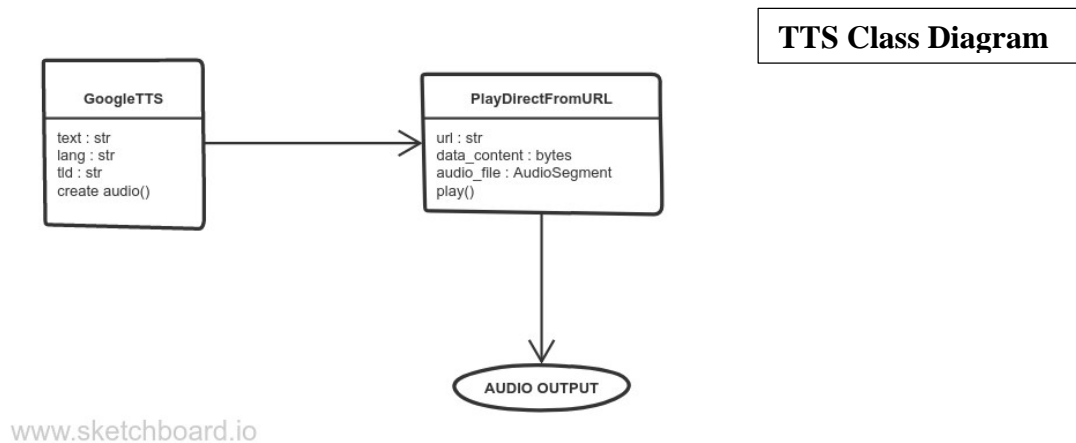 TTS Class Diagram
GoogleTTS
text : str
lang : str
tld : str
create audio()
PlayDirectFromURL
url : str
data_content : bytes
audio_file : AudioSegment
play()
AUDIO OUTPUT
www.sketchboard.io